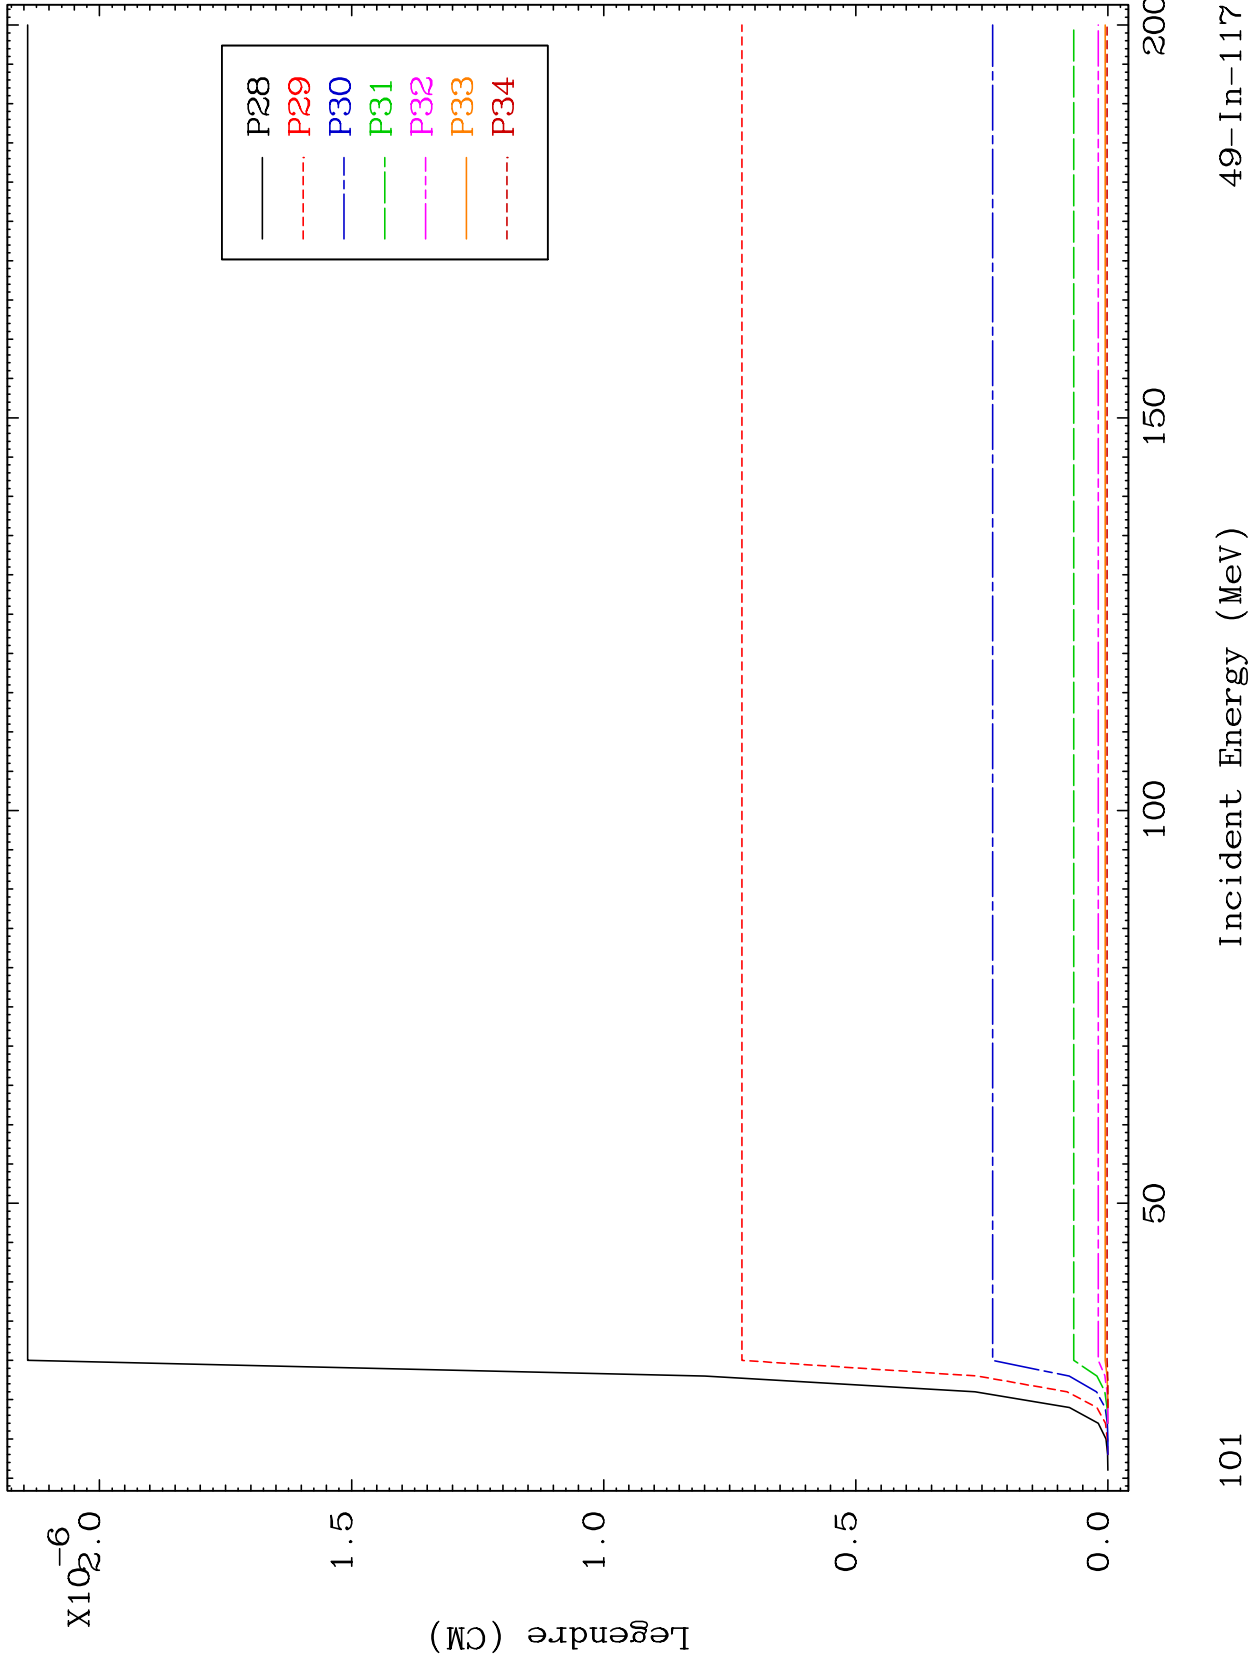 X10-6
2.0
1.5
1.0
0.5
0.0
Legendre (CM)
P28
P29
P30
P31
P32
P33
P34
50
100
150
200
Incident Energy (MeV)
101
49-In-117